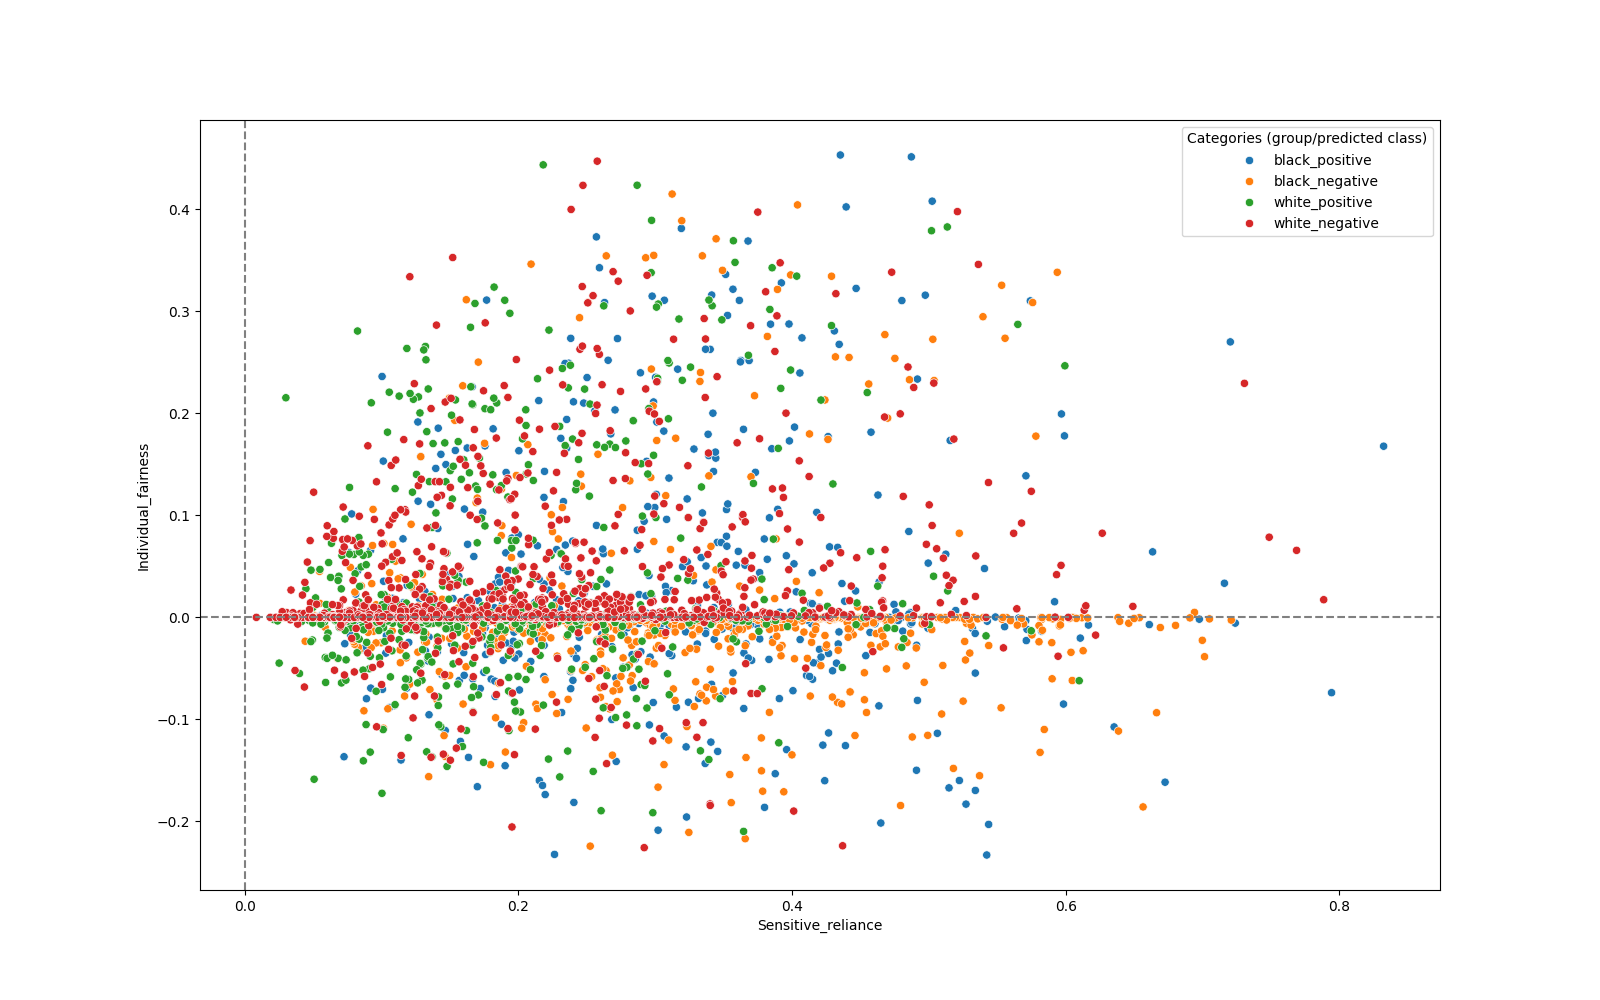 Categories (group/predicted class)
black_positive
black_negative
white_positive
white_negative
Individual_fairness
0.4
0.3
0.2
0.1
0.0
−0.1
−0.2
0.0 0.2 0.4 0.6 0.8
Sensitive_reliance